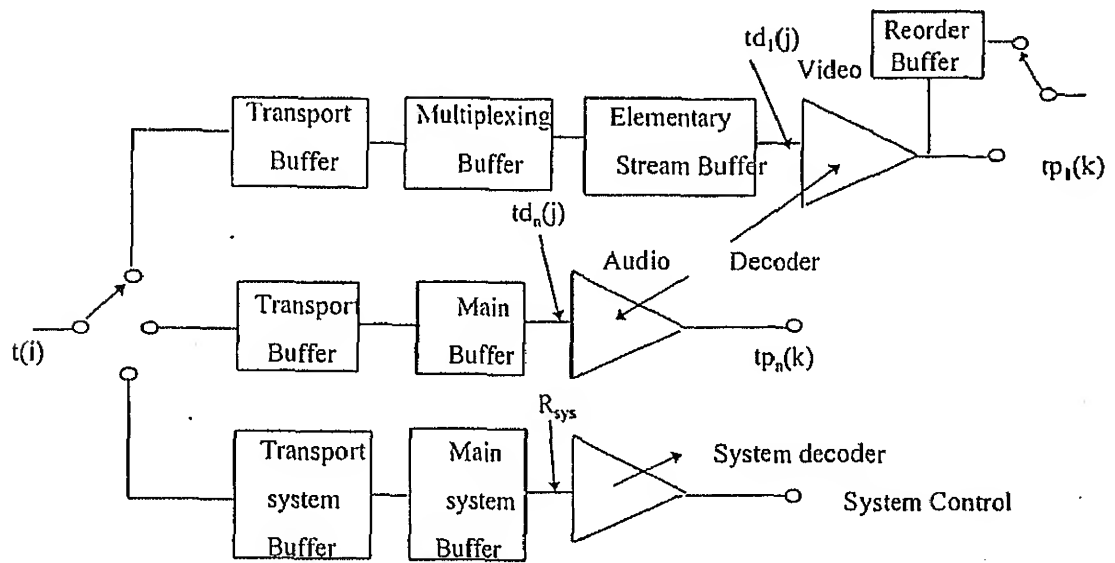 td₁(j)
Video
Reorder
Buffer
Transport
Buffer
Multiplexing
Buffer
Elementary
Stream Buffer
tp₁(k)
tdₙ(j)
Audio
Decoder
t(i)
Transport
Buffer
Main
Buffer
tpₙ(k)
R_sys
Transport
system
Buffer
Main
system
Buffer
System decoder
System Control